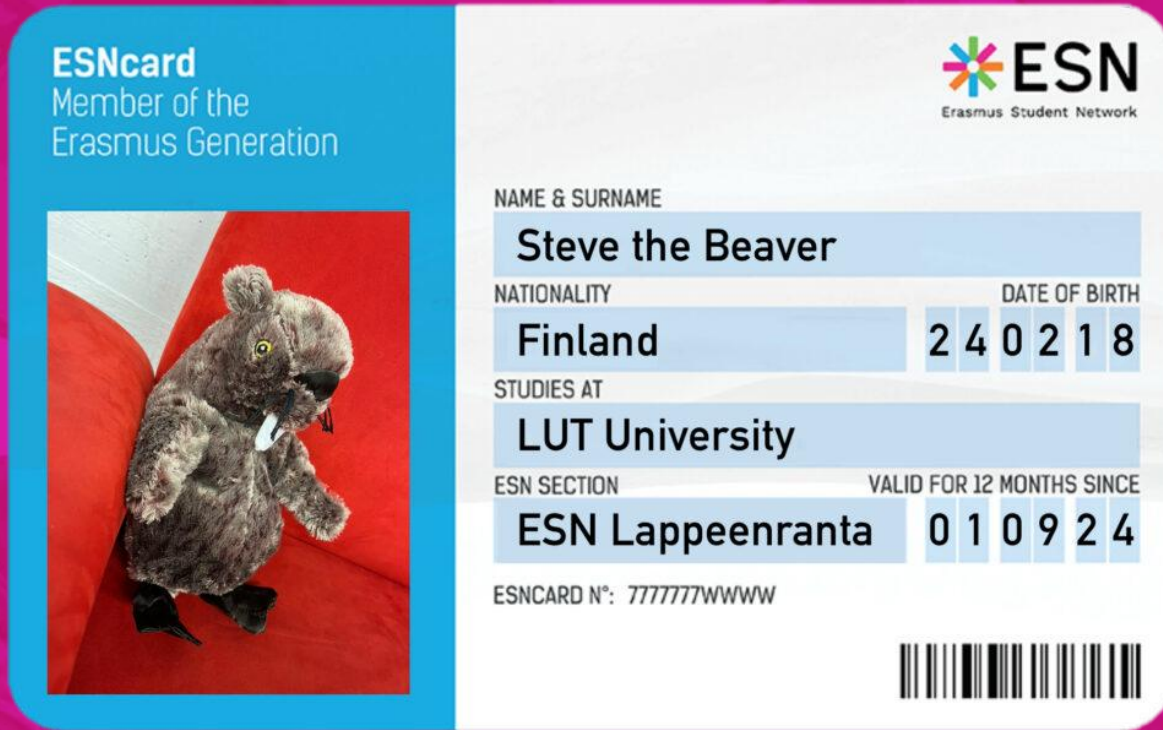 ESNcard
Member of the
Erasmus Generation
ESN
Erasmus Student Network
NAME & SURNAME
Steve the Beaver
NATIONALITY DATE OF BIRTH
Finland 240218
STUDIES AT
LUT University
ESN SECTION VALID FOR 12 MONTHS SINCE
ESN Lappeenranta 010924
ESNCARD N°: 7777777WWWW